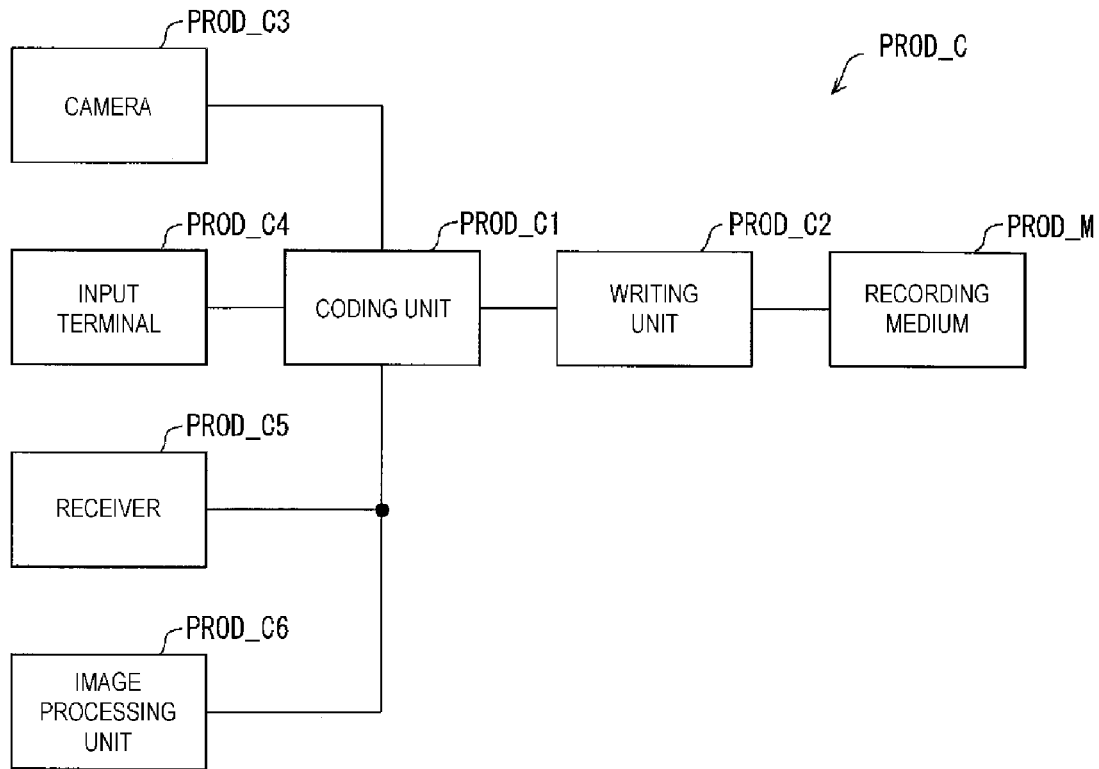 PROD_C3
PROD_C
CAMERA
PROD_C4
PROD_C1
PROD_C2
PROD_M
INPUT
TERMINAL
CODING UNIT
WRITING
UNIT
RECORDING
MEDIUM
PROD_C5
RECEIVER
PROD_C6
IMAGE
PROCESSING
UNIT